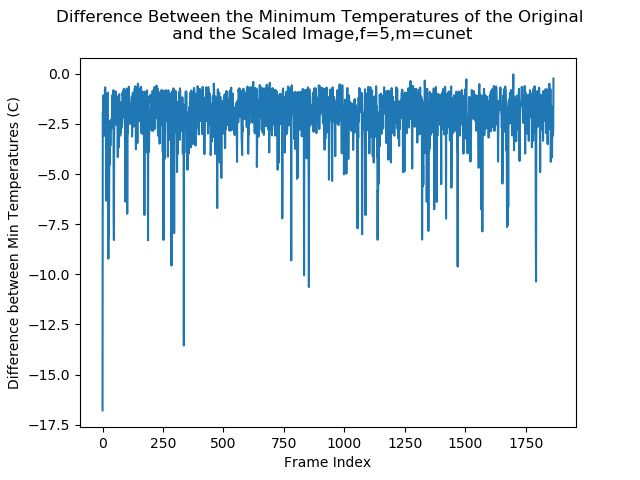 Difference Between the Minimum Temperatures of the Original
and the Scaled Image,f=5,m=cunet
0.0
−2.5
−5.0
−7.5
−10.0
−12.5
−15.0
−17.5
Difference between Min Temperatures (C)
0 250 500 750 1000 1250 1500 1750
Frame Index